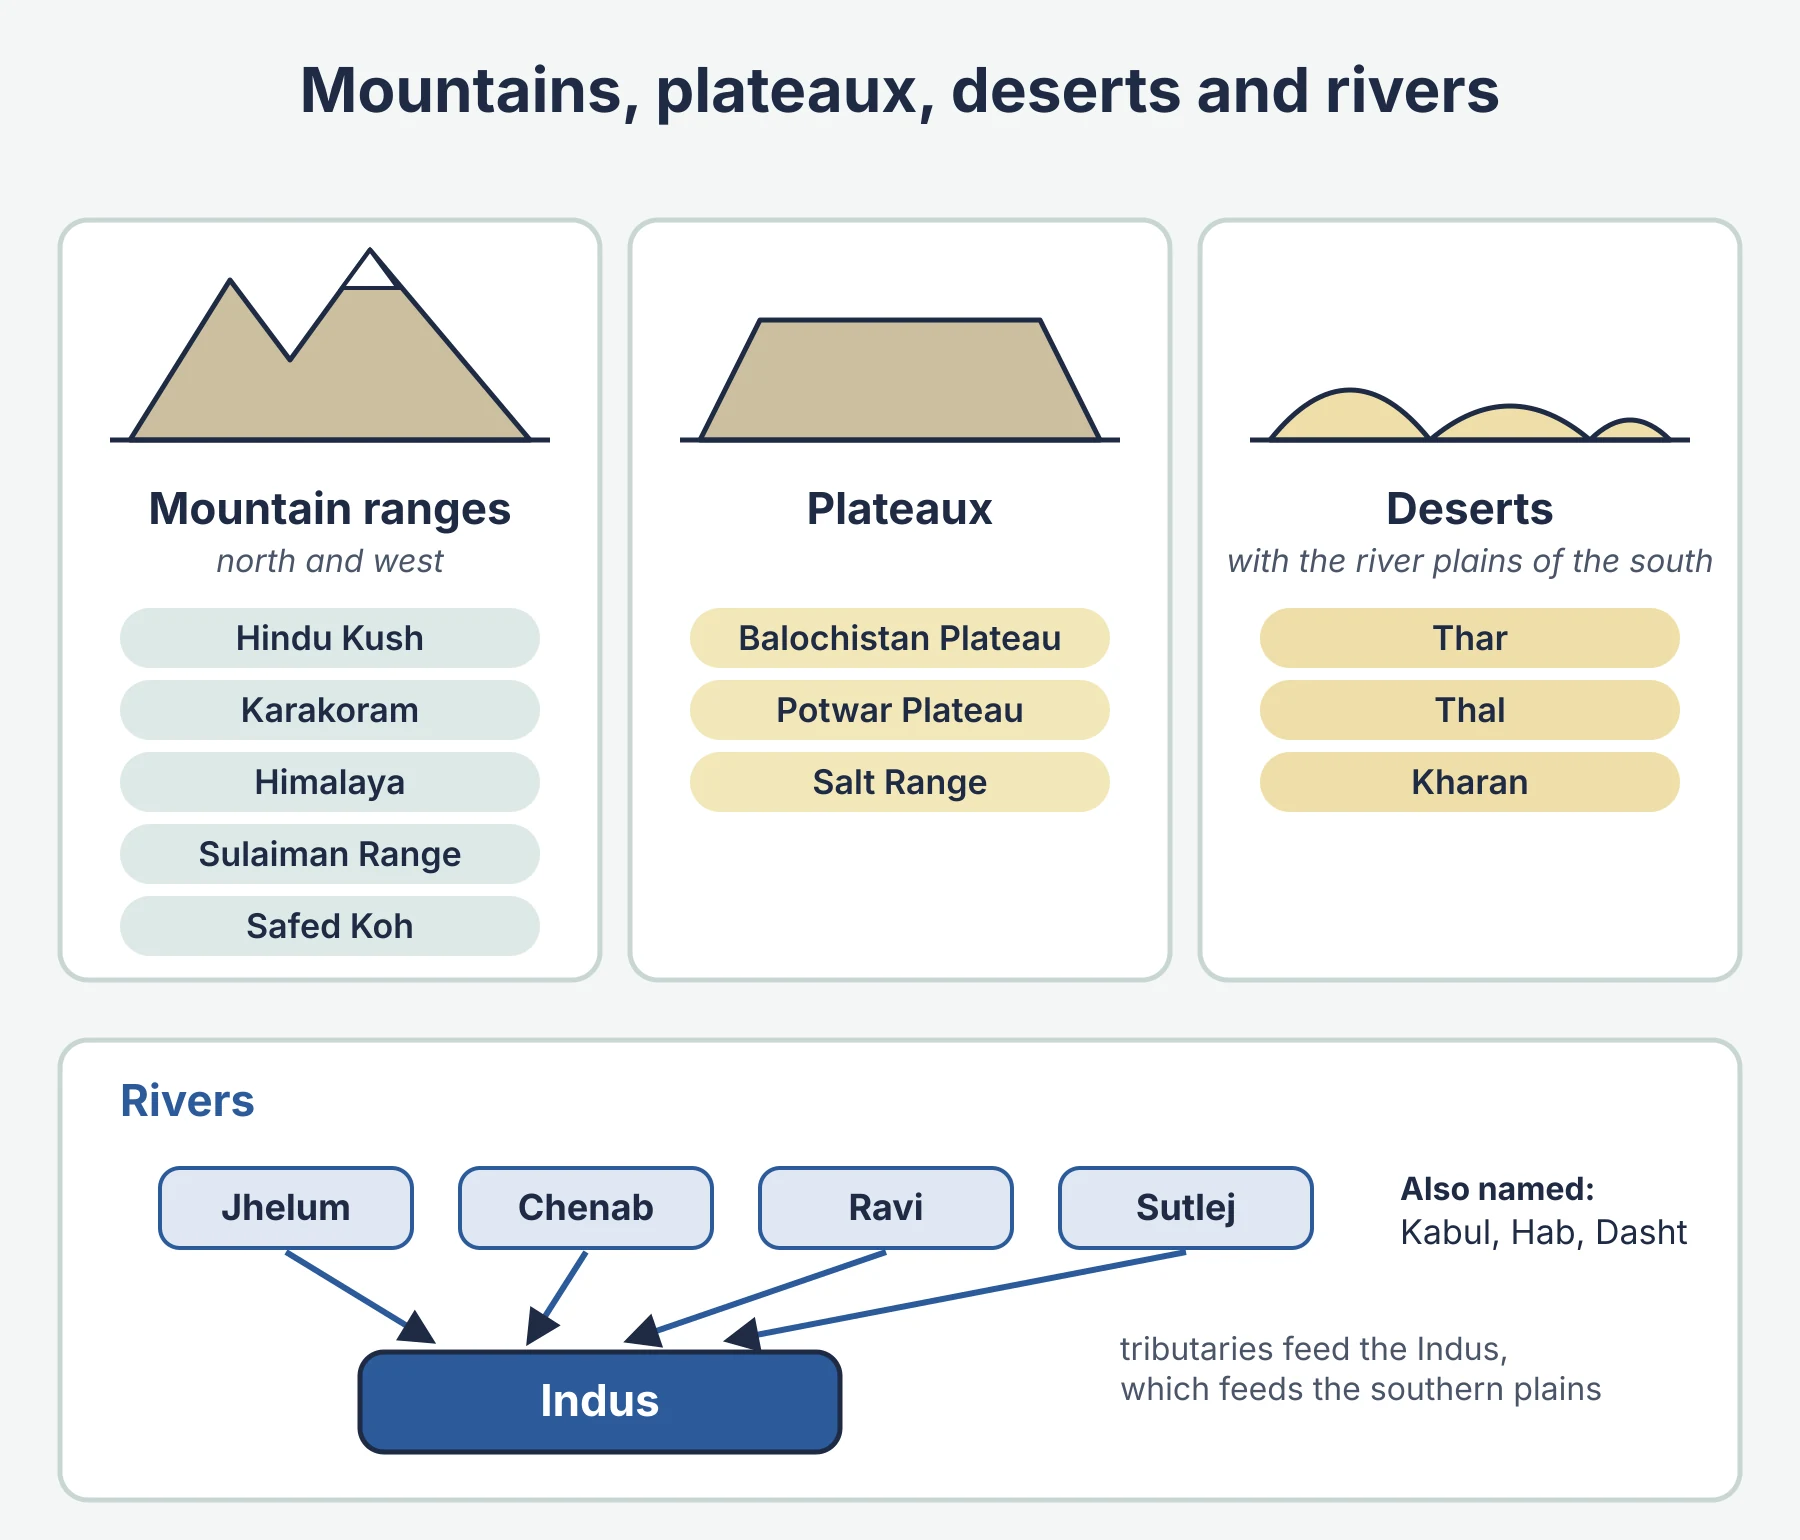 Mountains, plateaux, deserts and rivers
Mountain ranges
north and west
Hindu Kush
Karakoram
Himalaya
Sulaiman Range
Safed Koh
Plateaux
Balochistan Plateau
Potwar Plateau
Salt Range
Deserts
with the river plains of the south
Thar
Thal
Kharan
Rivers
Jhelum
Chenab
Ravi
Sutlej
Also named:
Kabul, Hab, Dasht
tributaries feed the Indus,
which feeds the southern plains
Indus